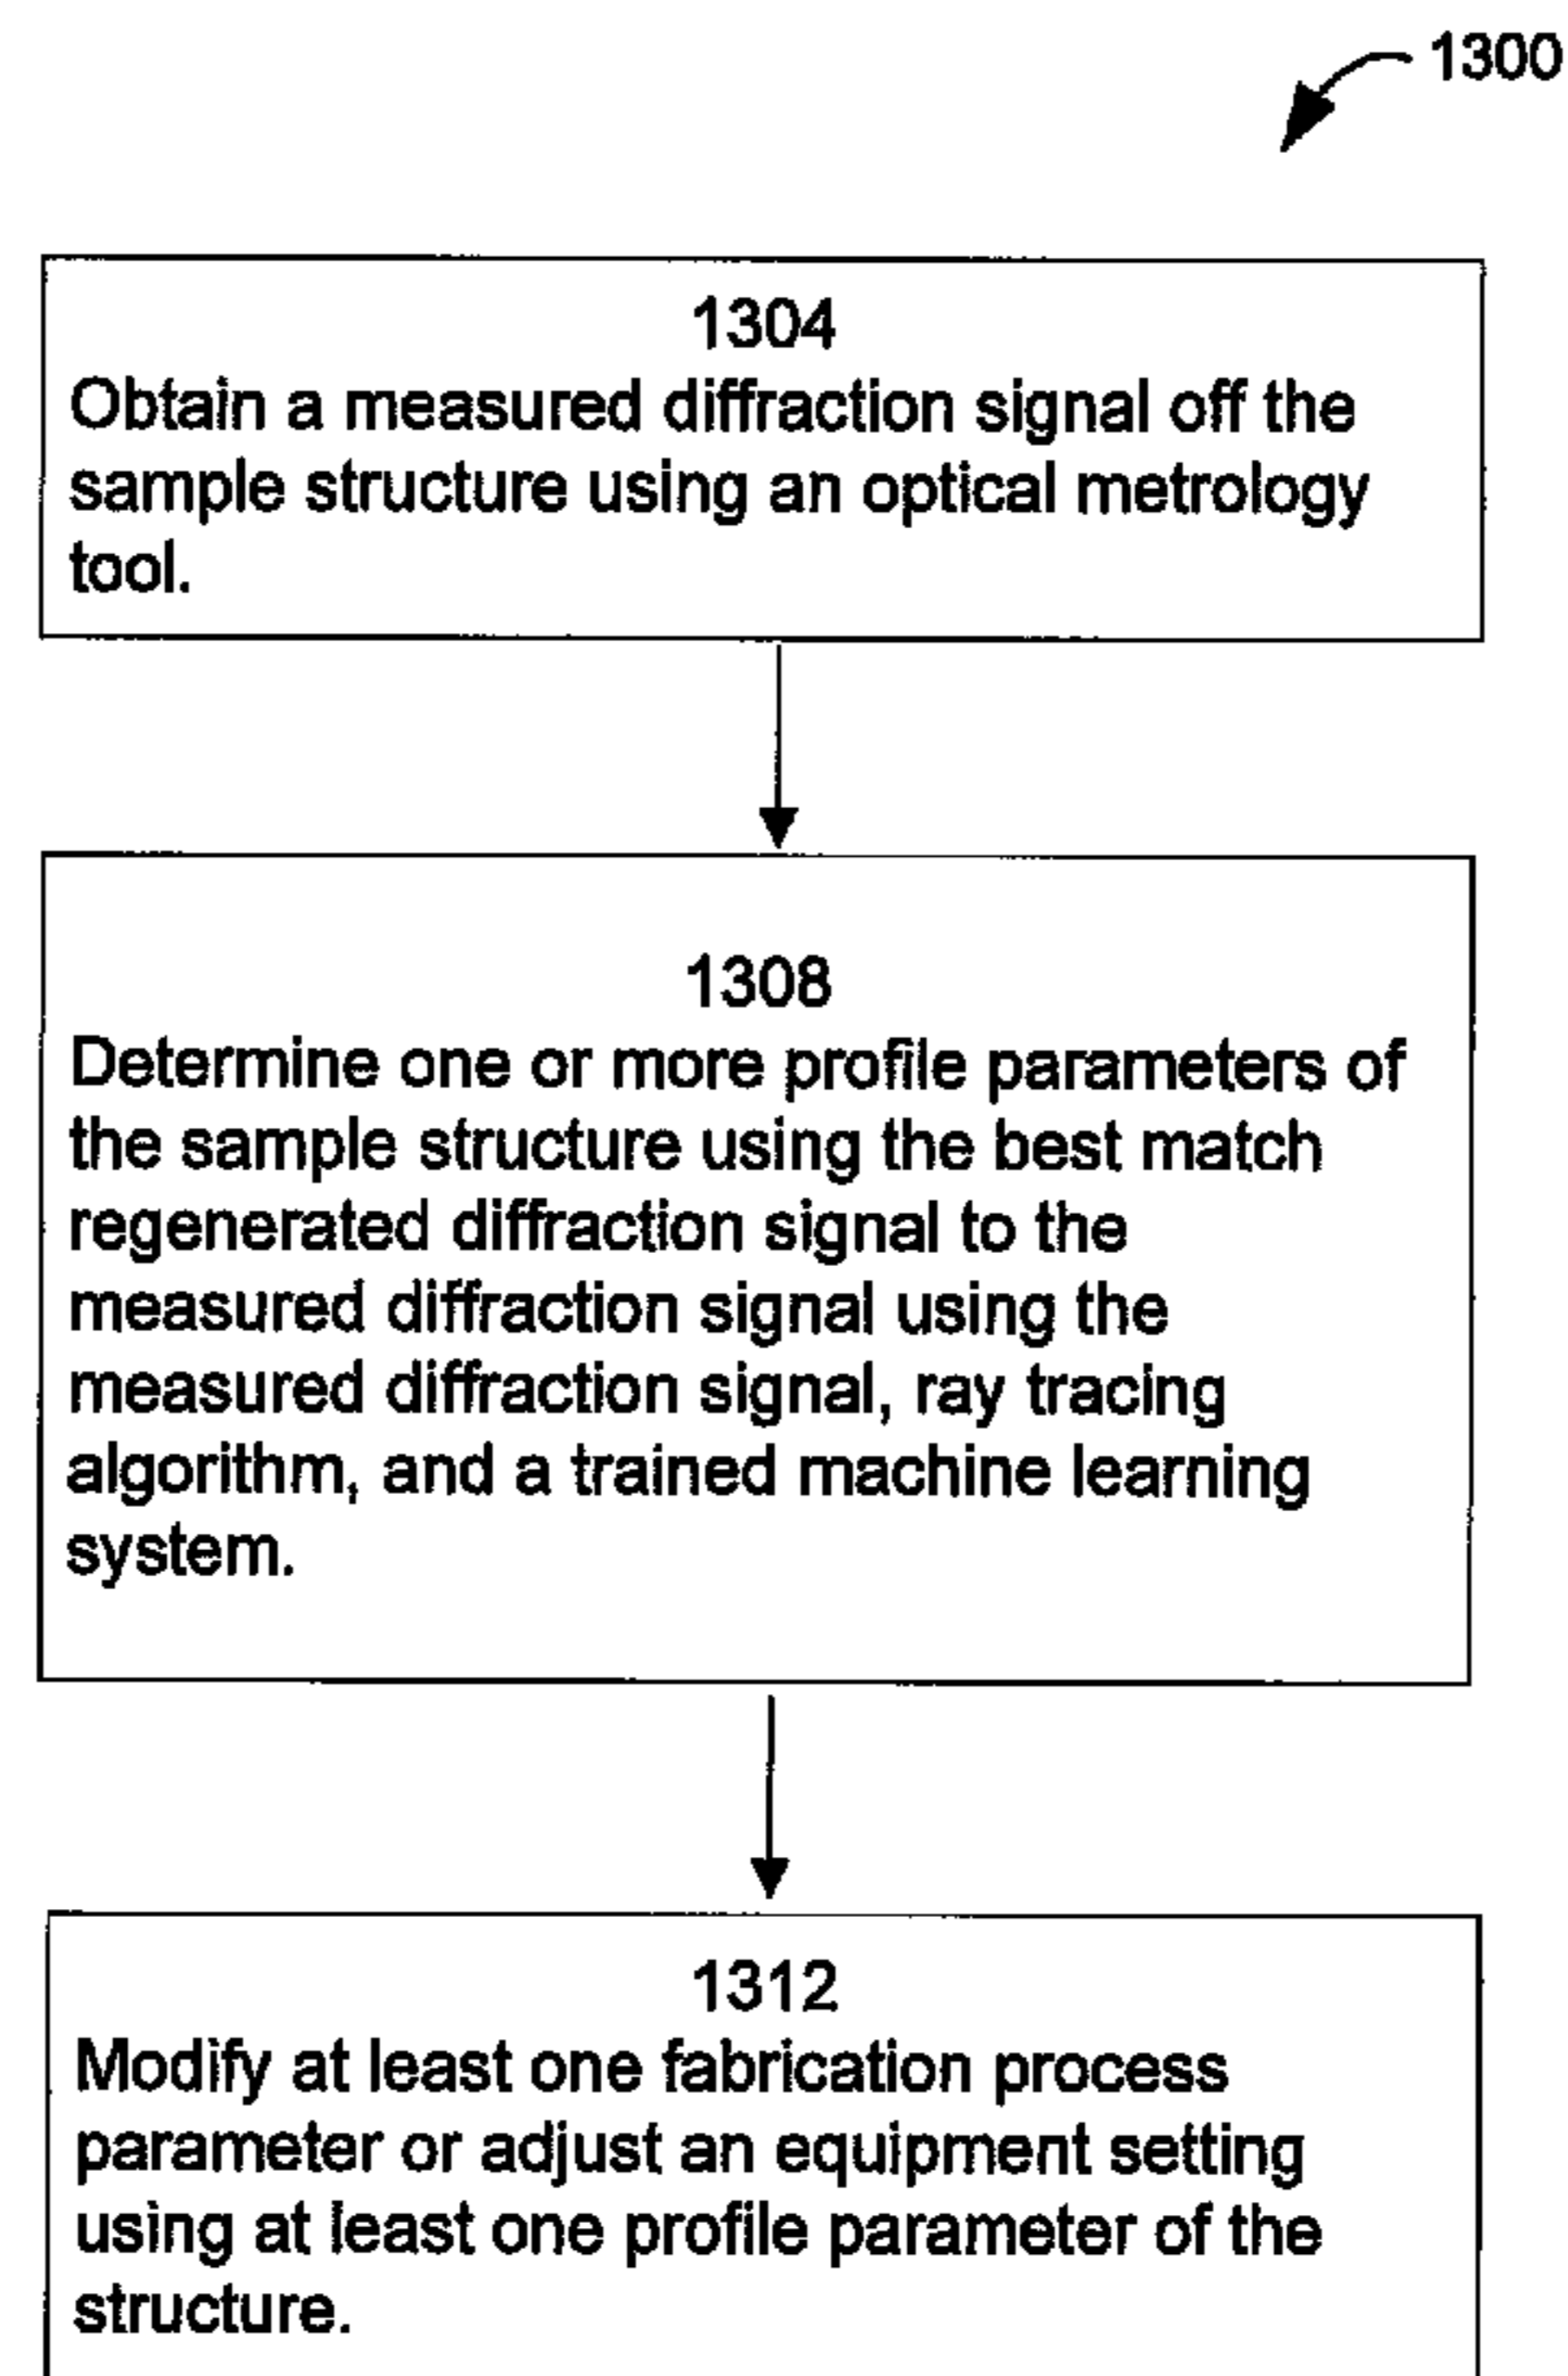 1300
1304
Obtain a measured diffraction signal off the
sample structure using an optical metrology
tool.
1308
Determine one or more profile parameters of
the sample structure using the best match
regenerated diffraction signal to the
measured diffraction signal using the
measured diffraction signal, ray tracing
algorithm, and a trained machine learning
system.
1312
Modify at least one fabrication process
parameter or adjust an equipment setting
using at least one profile parameter of the
structure.